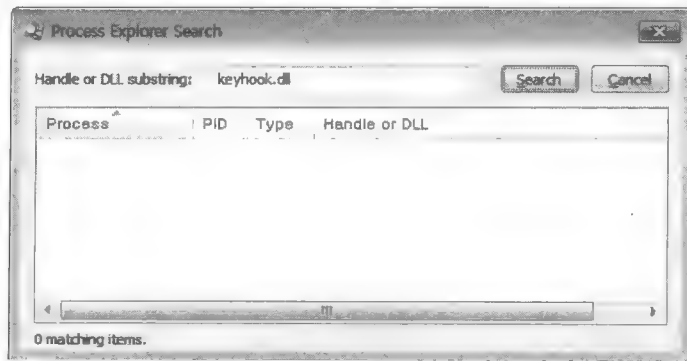 Process Explorer Search
Handle or DLL substring: keyhook.dll Search Cancel
Process PID Type Handle or DLL
0 matching items.